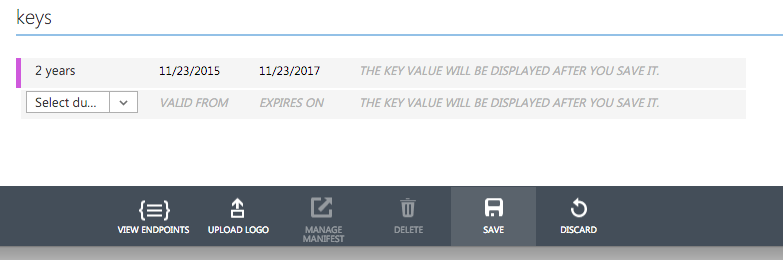 keys
2 years 11/23/2015 11/23/2017 THE KEY VALUE WILL BE DISPLAYED AFTER YOU SAVE IT.
Select du... VALID FROM EXPIRES ON THE KEY VALUE WILL BE DISPLAYED AFTER YOU SAVE IT.
VIEW ENDPOINTS UPLOAD LOGO MANAGE DELETE SAVE DISCARD
MANIFEST